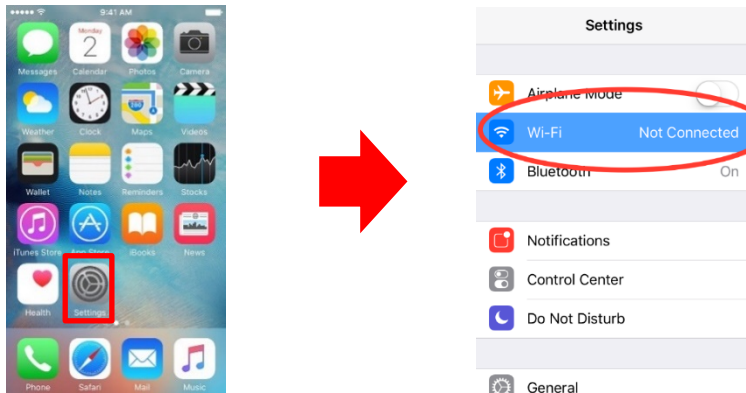 9:41 AM
Monday
2
Messages Calendar Photos Camera
280
Weather Clock Maps Videos
Wallet Notes Reminders Stocks
iTunes Store App Store iBooks News
Health Settings
Phone Safari Mail Music
Settings
Airplane Mode
Wi-Fi Not Connected
Bluetooth On
Notifications
Control Center
Do Not Disturb
General